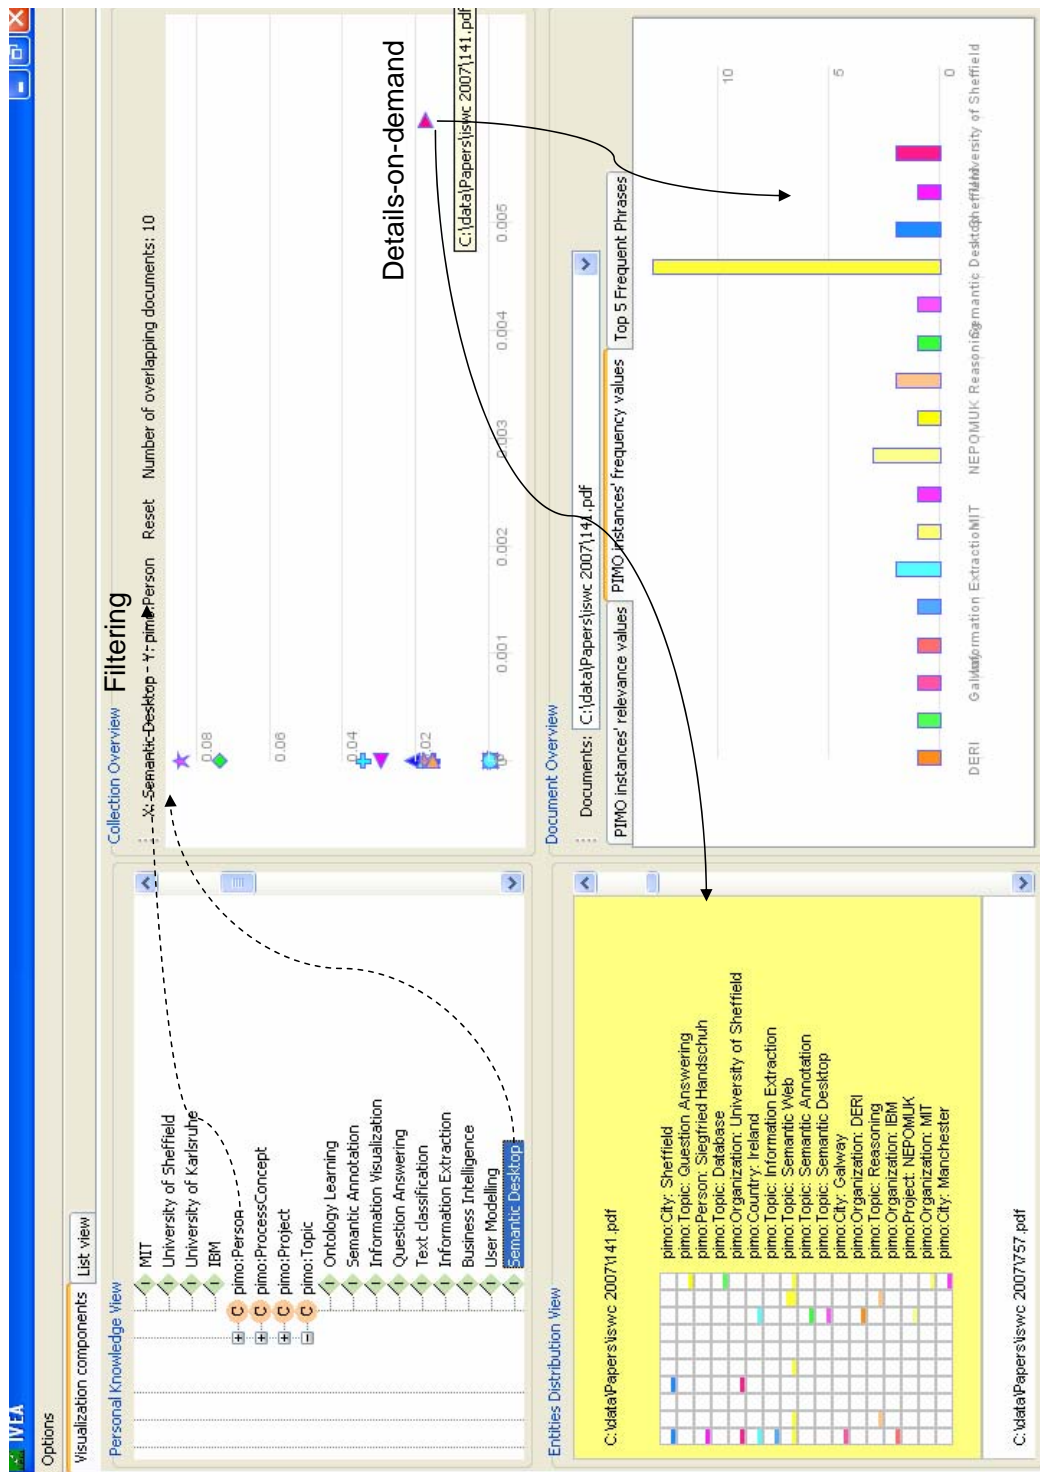 IVEA
Options
Visualization components
List view
Personal Knowledge View
MIT
University of Sheffield
University of Karlsruhe
IBM
C pimo:Person
C pimo:ProcessConcept
C pimo:Project
C pimo:Topic
Ontology Learning
Semantic Annotation
Information Visualization
Question Answering
Text classification
Information Extraction
Business Intelligence
User Modelling
Semantic Desktop
Collection Overview
Filtering
X: Semantic Desktop - Y: pimo:Person Reset Number of overlapping documents: 10
0.08
0.06
0.04
0.02
0
0.001
0.002
0.003
0.004
0.005
Details-on-demand
C:\data\Papers\iswc 2007\141.pdf
Entities Distribution View
C:\data\Papers\iswc 2007\141.pdf
pimo:City: Sheffield
pimo:Topic: Question Answering
pimo:Person: Siegfried Handschuh
pimo:Topic: Database
pimo:Organization: University of Sheffield
pimo:Country: Ireland
pimo:Topic: Information Extraction
pimo:Topic: Semantic Web
pimo:Topic: Semantic Annotation
pimo:Topic: Semantic Desktop
pimo:City: Galway
pimo:Organization: DERI
pimo:Topic: Reasoning
pimo:Organization: IBM
pimo:Project: NEPOMUK
pimo:Organization: MIT
pimo:City: Manchester
C:\data\Papers\iswc 2007\757.pdf
Document Overview
Documents: C:\data\Papers\iswc 2007\141.pdf
PIMO instances' relevance values
PIMO instances' frequency values
Top 5 Frequent Phrases
10
5
0
DERI
Galway
Information Extraction
MIT
NEPOMUK
Reasoning
Semantic Desktop
Sheffield
University of Sheffield